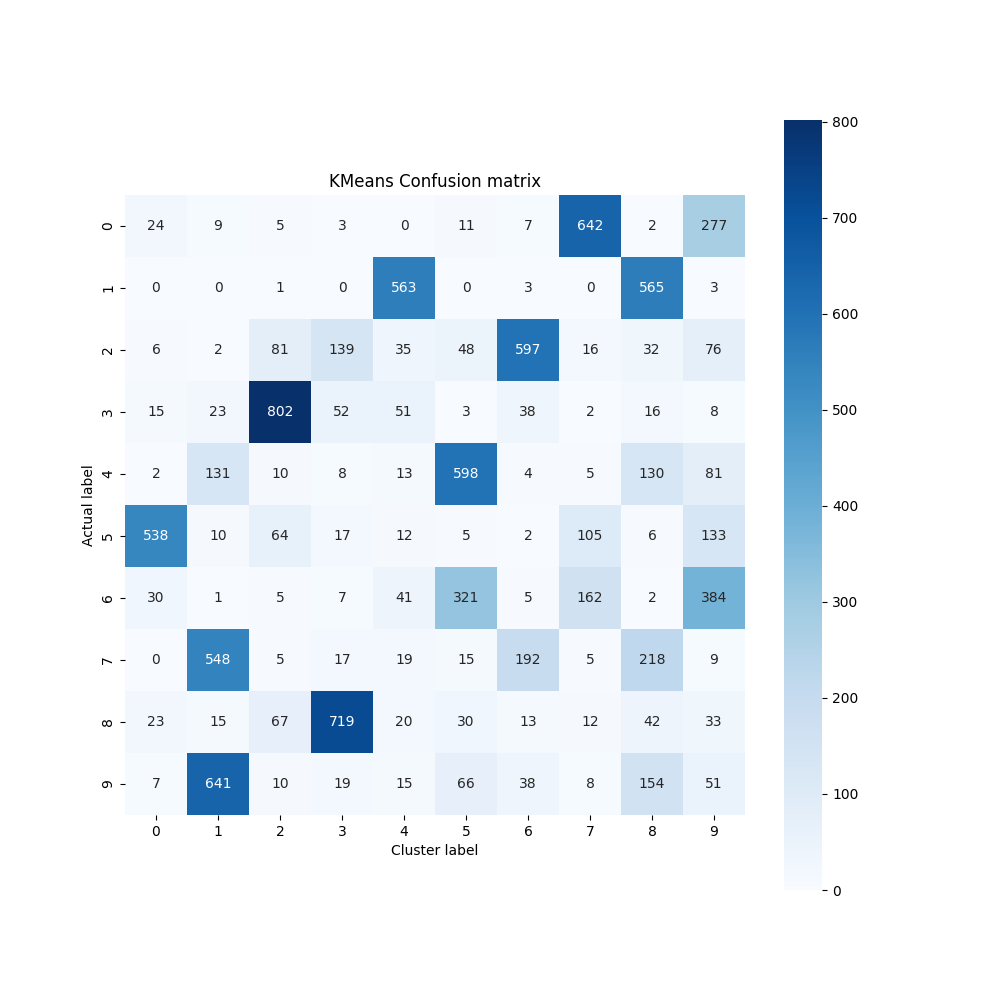 KMeans Confusion matrix
0 24 9 5 3 0 11 7 642 2 277
1 0 0 1 0 563 0 3 0 565 3
2 6 2 81 139 35 48 597 16 32 76
3 15 23 802 52 51 3 38 2 16 8
4 2 131 10 8 13 598 4 5 130 81
5 538 10 64 17 12 5 2 105 6 133
6 30 1 5 7 41 321 5 162 2 384
7 0 548 5 17 19 15 192 5 218 9
8 23 15 67 719 20 30 13 12 42 33
9 7 641 10 19 15 66 38 8 154 51
0 1 2 3 4 5 6 7 8 9
Cluster label
Actual label
800
700
600
500
400
300
200
100
0